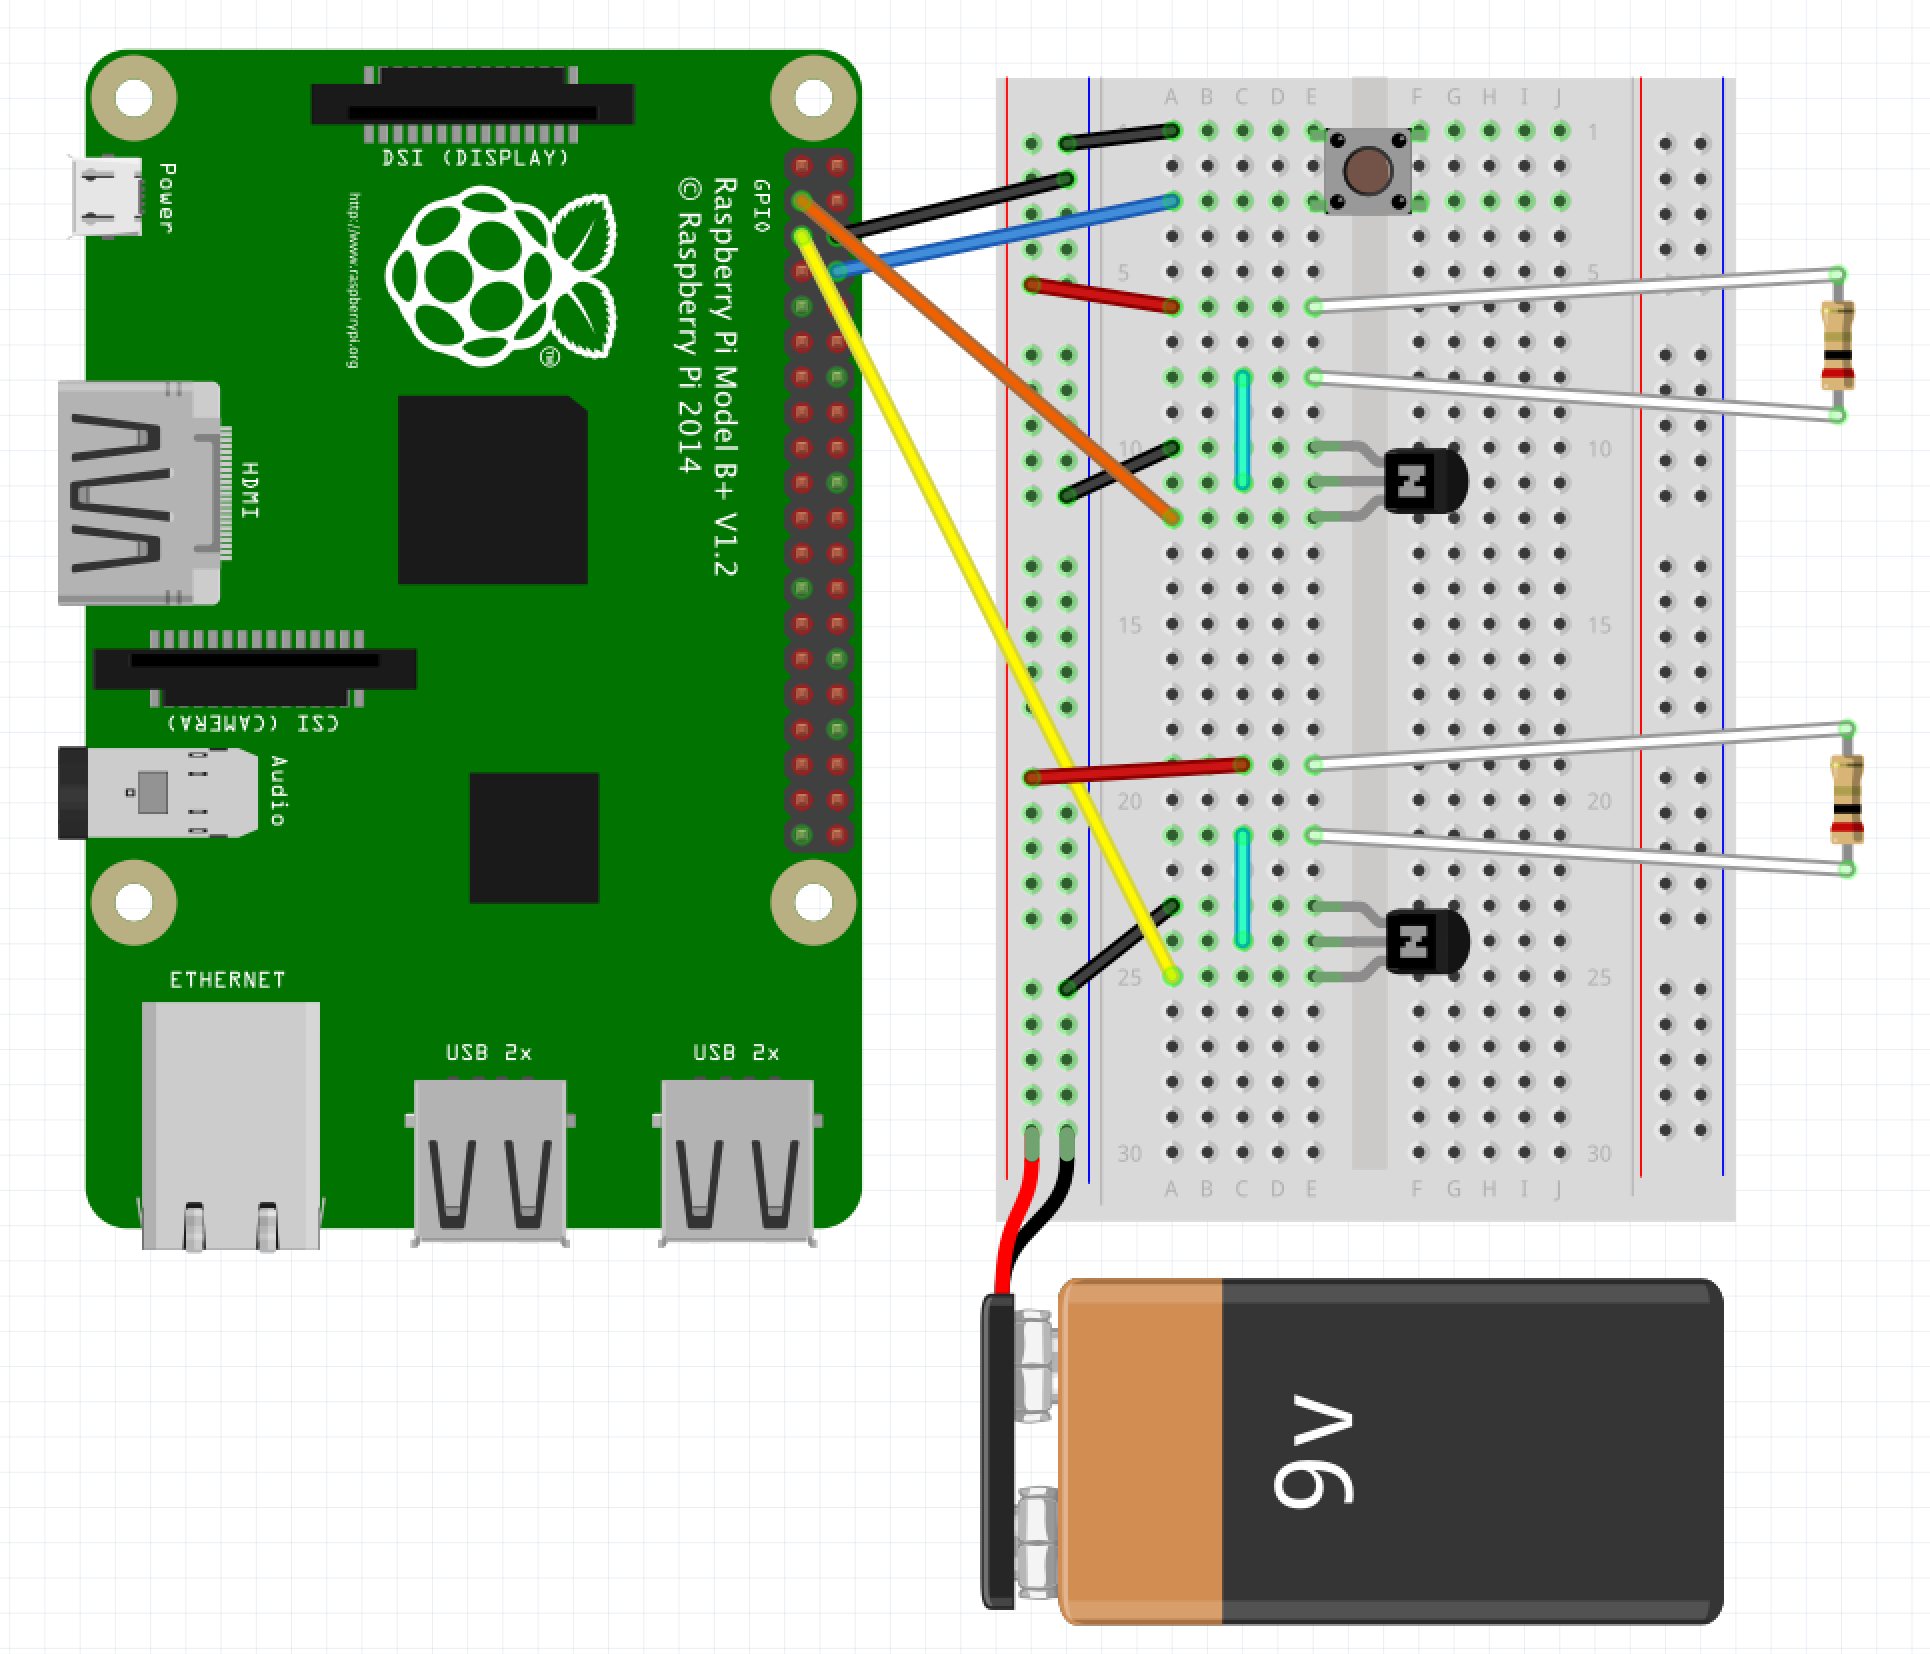 DSI (DISPLAY)
Power
http://www.raspberrypi.org
TM
GPIO
Raspberry Pi Model B+ V1.2
© Raspberry Pi 2014
HDMI
CSI (CAMERA)
Audio
ETHERNET
USB 2x
USB 2x
A B C D E F G H I J
1 1
5 5
10 10
15 15
20 20
25 25
30 30
A B C D E F G H I J
N
N
9v